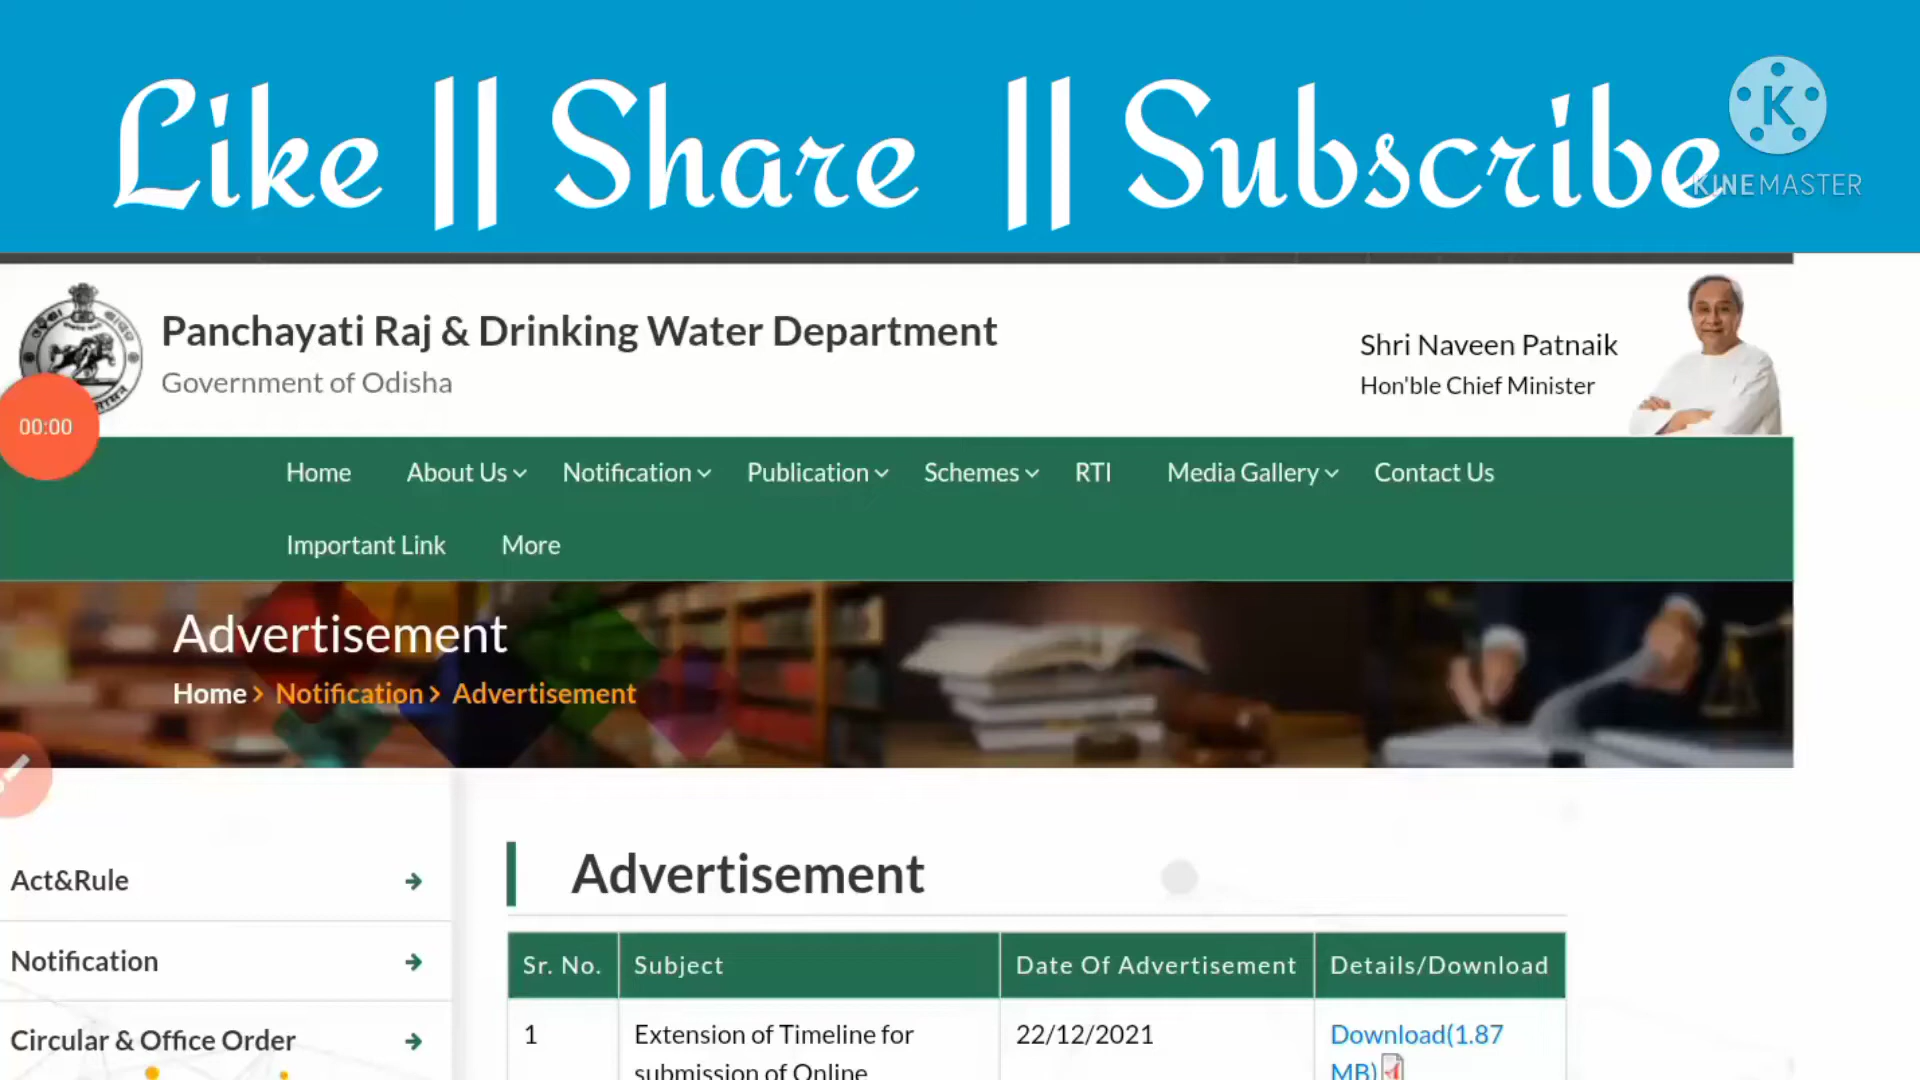 Like || Share || Subscribe
KINEMASTER
Panchayati Raj & Drinking Water Department
Government of Odisha
Shri Naveen Patnaik
Hon'ble Chief Minister
00:00
Home About Us Notification Publication Schemes RTI Media Gallery Contact Us
Important Link More
Advertisement
Home > Notification > Advertisement
Act&Rule
Notification
Circular & Office Order
Advertisement
Sr. No. Subject Date Of Advertisement Details/Download
1 Extension of Timeline for 22/12/2021 Download(1.87
submission of Online MB)